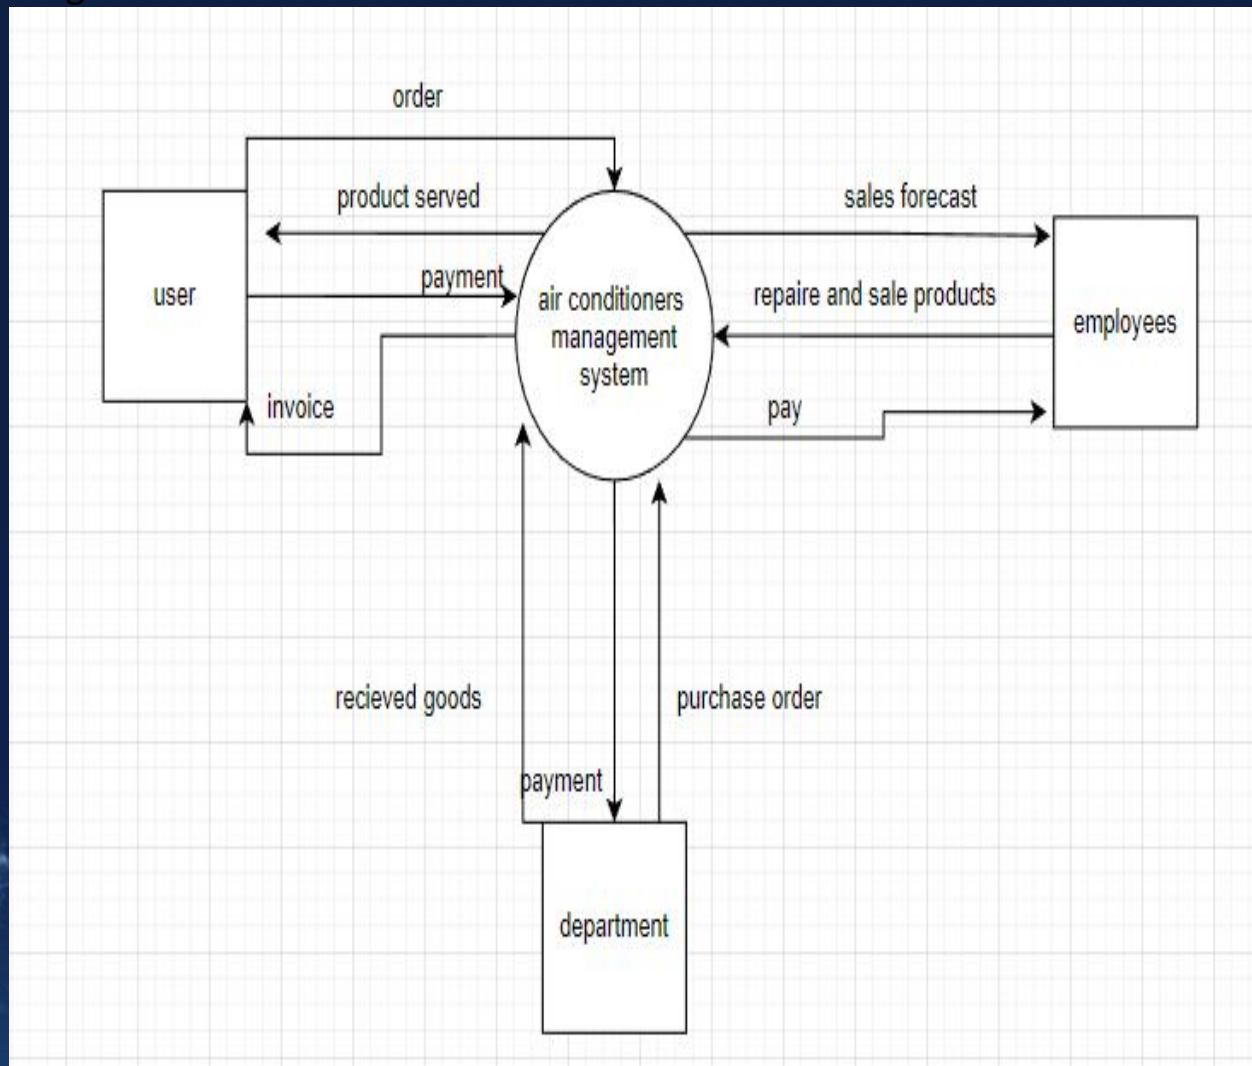 order
product served
sales forecast
payment
user
air conditioners
management
system
repaire and sale products
employees
invoice
pay
recieved goods
purchase order
payment
department